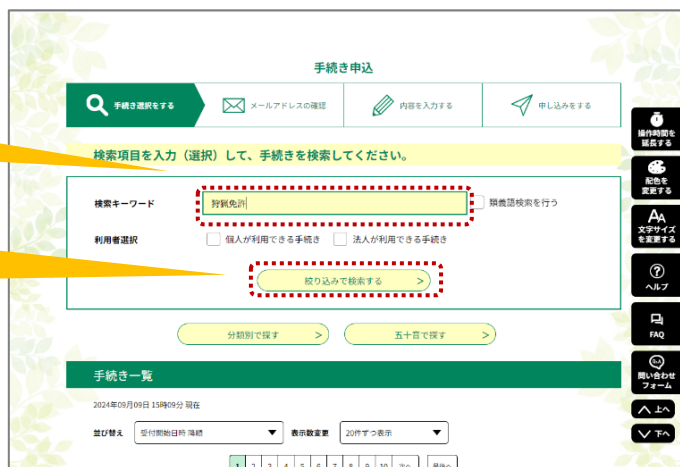 手続き申込
手続き選択をする
メールアドレスの確認
内容を入力する
申し込みをする
検索項目を入力（選択）して、手続きを検索してください。
検索キーワード 狩猟免許 類義語検索を行う
利用者選択 個人が利用できる手続き 法人が利用できる手続き
絞り込みで検索する >
分類別で探す > 五十音で探す >
手続き一覧
2024年09月09日 15時09分 現在
並び替え 受付開始日時 降順 表示数変更 20件ずつ表示
1 2 3 4 5 6 7 8 9 10 次へ 最後へ
操作時間を
延長する
配色を
変更する
AA
文字サイズ
を変更する
?
ヘルプ
FAQ
Q&A
問い合わせ
フォーム
上へ
下へ